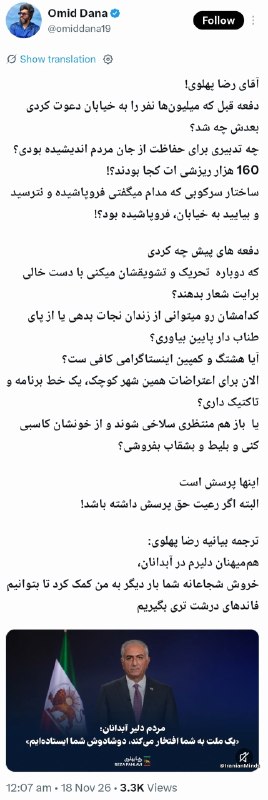 Omid Dana
@omiddana19
Follow
Show translation
آقای رضا پهلوی!
دفعه قبل که میلیون‌ها نفر را به خیابان دعوت کردی
بعدش چه شد؟
چه تدبیری برای حفاظت از جان مردم اندیشیده بودی؟
160 هزار ریزشی ات کجا بودند؟!
ساختار سرکوبی که مدام میگفتی فروپاشیده و نترسید
و بیایید به خیابان، فروپاشیده بود؟!
دفعه های پیش چه کردی
که دوباره تحریک و تشویقشان میکنی با دست خالی
برایت شعار بدهند؟
کدامشان رو میتوانی از زندان نجات بدهی یا از پای
طناب دار پایین بیاوری؟
آیا هشتگ و کمپین اینستاگرامی کافی ست؟
الان برای اعتراضات همین شهر کوچک، یک خط برنامه و
تاکتیک داری؟
یا باز هم منتظری سلاخی شوند و از خونشان کاسبی
کنی و بلیط و بشقاب بفروشی؟
اینها پرسش است
البته اگر رعیت حق پرسش داشته باشد!
ترجمه بیانیه رضا پهلوی:
هم‌میهنان دلیرم در آبدانان،
خروش شجاعانه شما بار دیگر به من کمک کرد تا بتوانیم
فاندهای درشت تری بگیریم
مردم دلیر آبدانان؛
«یک ملت به شما افتخار می‌کند، دوشادوش شما ایستاده‌ایم»
رضا پهلوی
REZA PAHLAVI
12:07 am · 18 Nov 26 · 3.3K Views